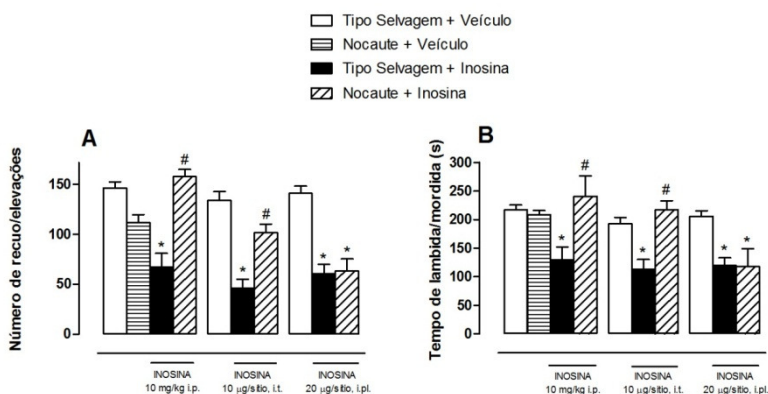 Tipo Selvagem + Veículo
Nocaute + Veículo
Tipo Selvagem + Inosina
Nocaute + Inosina
A
Número de recuo/elevações
150
100
50
0
*
#
*
#
*
*
INOSINA
10 mg/kg i.p.
INOSINA
10 µg/sítio, i.t.
INOSINA
20 µg/sítio, i.pl.
B
Tempo de lambida/mordida (s)
300
250
200
150
100
50
0
*
#
*
#
*
*
INOSINA
10 mg/kg i.p.
INOSINA
10 µg/sítio, i.t.
INOSINA
20 µg/sítio, i.pl.